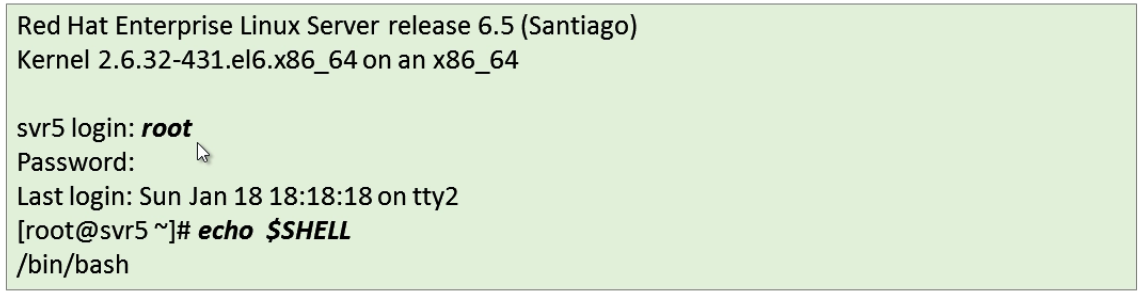 Red Hat Enterprise Linux Server release 6.5 (Santiago)
Kernel 2.6.32-431.el6.x86_64 on an x86_64
svr5 login: root
Password:
Last login: Sun Jan 18 18:18:18 on tty2
[root@svr5 ~]# echo  $SHELL
/bin/bash